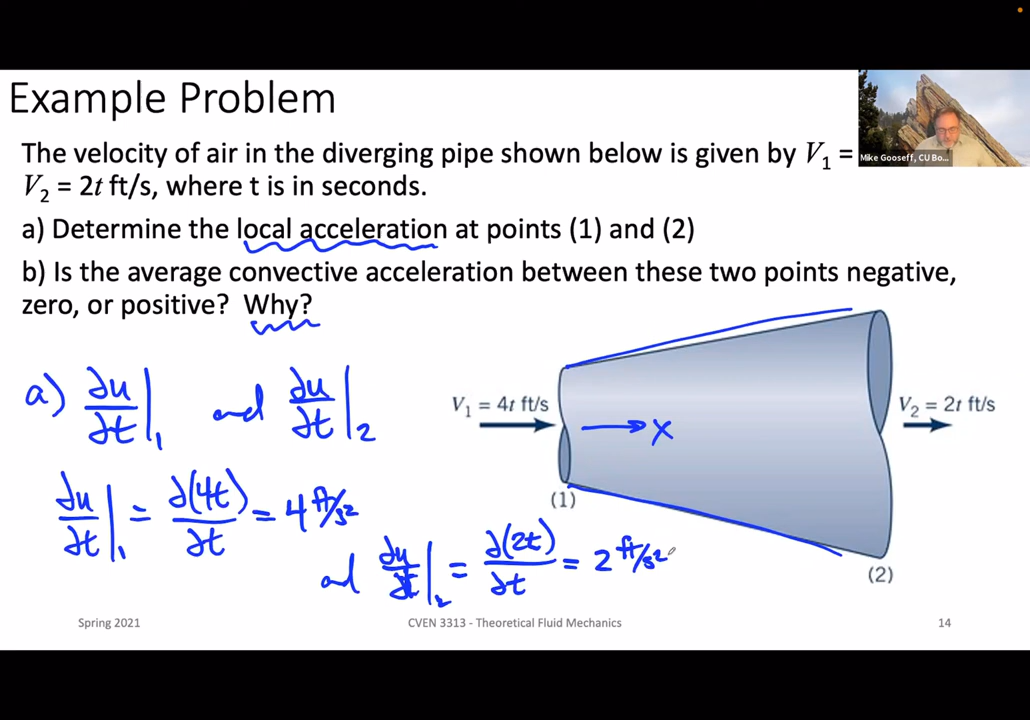 Example Problem
The velocity of air in the diverging pipe shown below is given by V₁ =
Mike Gooseff, CU Bo...
V₂ = 2t ft/s, where t is in seconds.
a) Determine the local acceleration at points (1) and (2)
b) Is the average convective acceleration between these two points negative,
zero, or positive? Why?
a) ∂u/∂t|₁ and ∂u/∂t|₂
V₁ = 4t ft/s
V₂ = 2t ft/s
x
(1)
∂u/∂t|₁ = ∂(4t)/∂t = 4 ft/s²
and ∂u/∂t|₂ = ∂(2t)/∂t = 2 ft/s²
(2)
Spring 2021
CVEN 3313 - Theoretical Fluid Mechanics
14